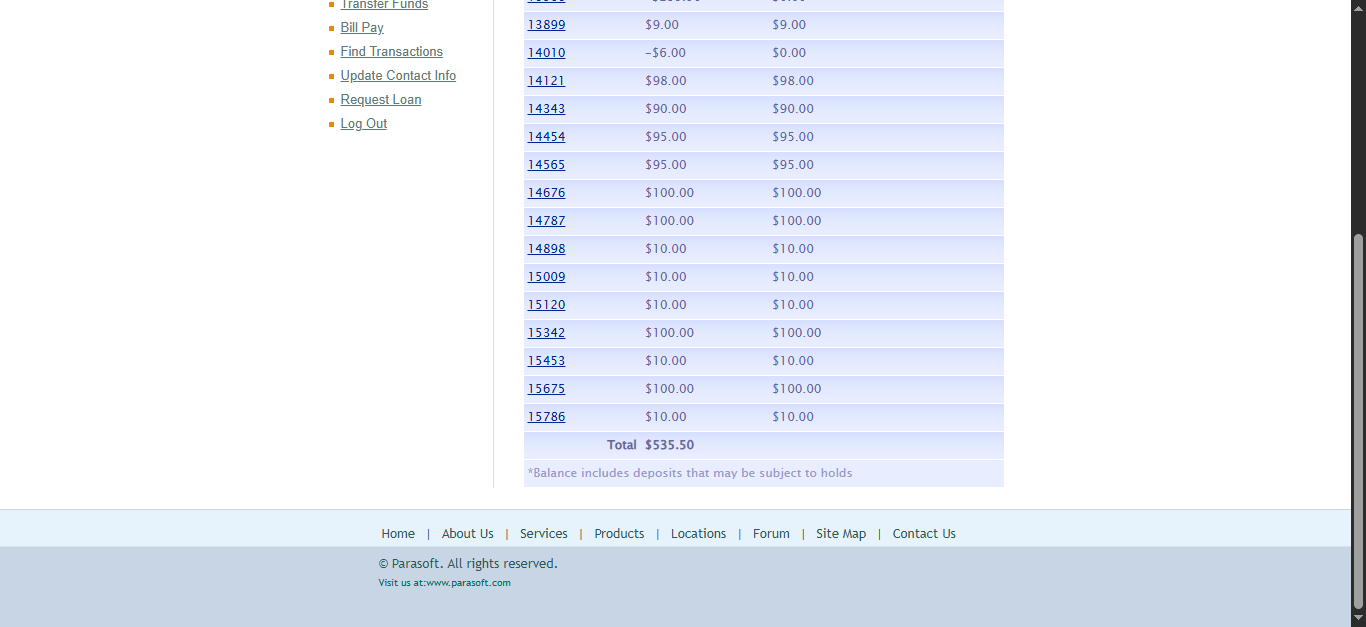 Transfer Funds
Bill Pay
Find Transactions
Update Contact Info
Request Loan
Log Out
13899 $9.00 $9.00
14010 -$6.00 $0.00
14121 $98.00 $98.00
14343 $90.00 $90.00
14454 $95.00 $95.00
14565 $95.00 $95.00
14676 $100.00 $100.00
14787 $100.00 $100.00
14898 $10.00 $10.00
15009 $10.00 $10.00
15120 $10.00 $10.00
15342 $100.00 $100.00
15453 $10.00 $10.00
15675 $100.00 $100.00
15786 $10.00 $10.00
Total $535.50
*Balance includes deposits that may be subject to holds
Home | About Us | Services | Products | Locations | Forum | Site Map | Contact Us
© Parasoft. All rights reserved.
Visit us at:www.parasoft.com